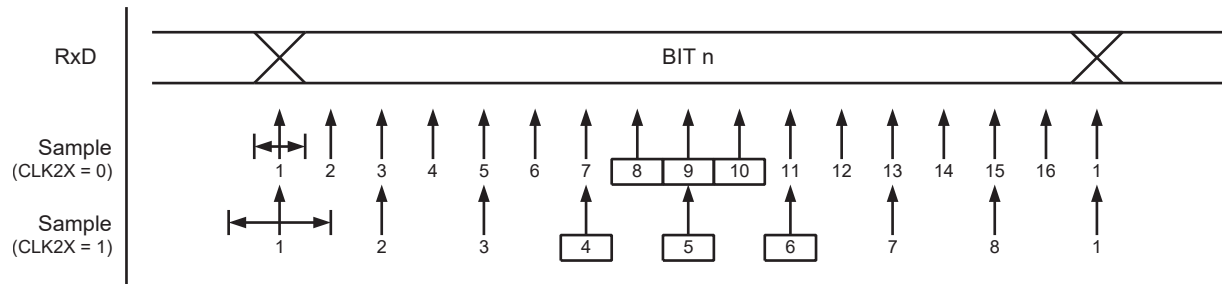 RxD BIT n
Sample
(CLK2X = 0) 1 2 3 4 5 6 7 8 9 10 11 12 13 14 15 16 1
Sample
(CLK2X = 1) 1 2 3 4 5 6 7 8 1